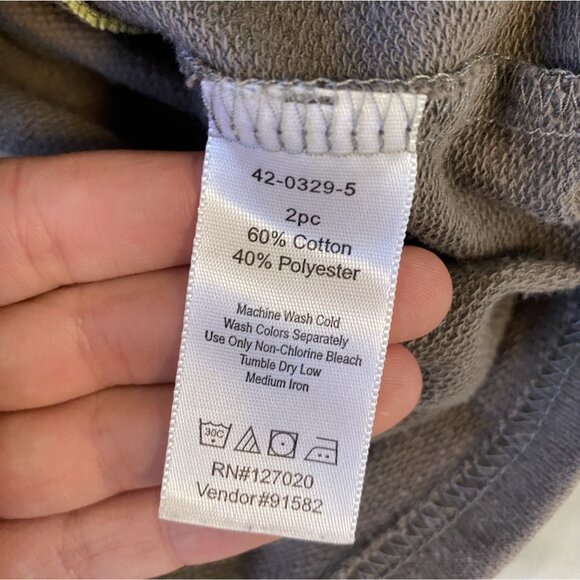 42-0329-5
2pc
60% Cotton
40% Polyester
Machine Wash Cold
Wash Colors Separately
Use Only Non-Chlorine Bleach
Tumble Dry Low
Medium Iron
30C
RN#127020
Vendor#91582